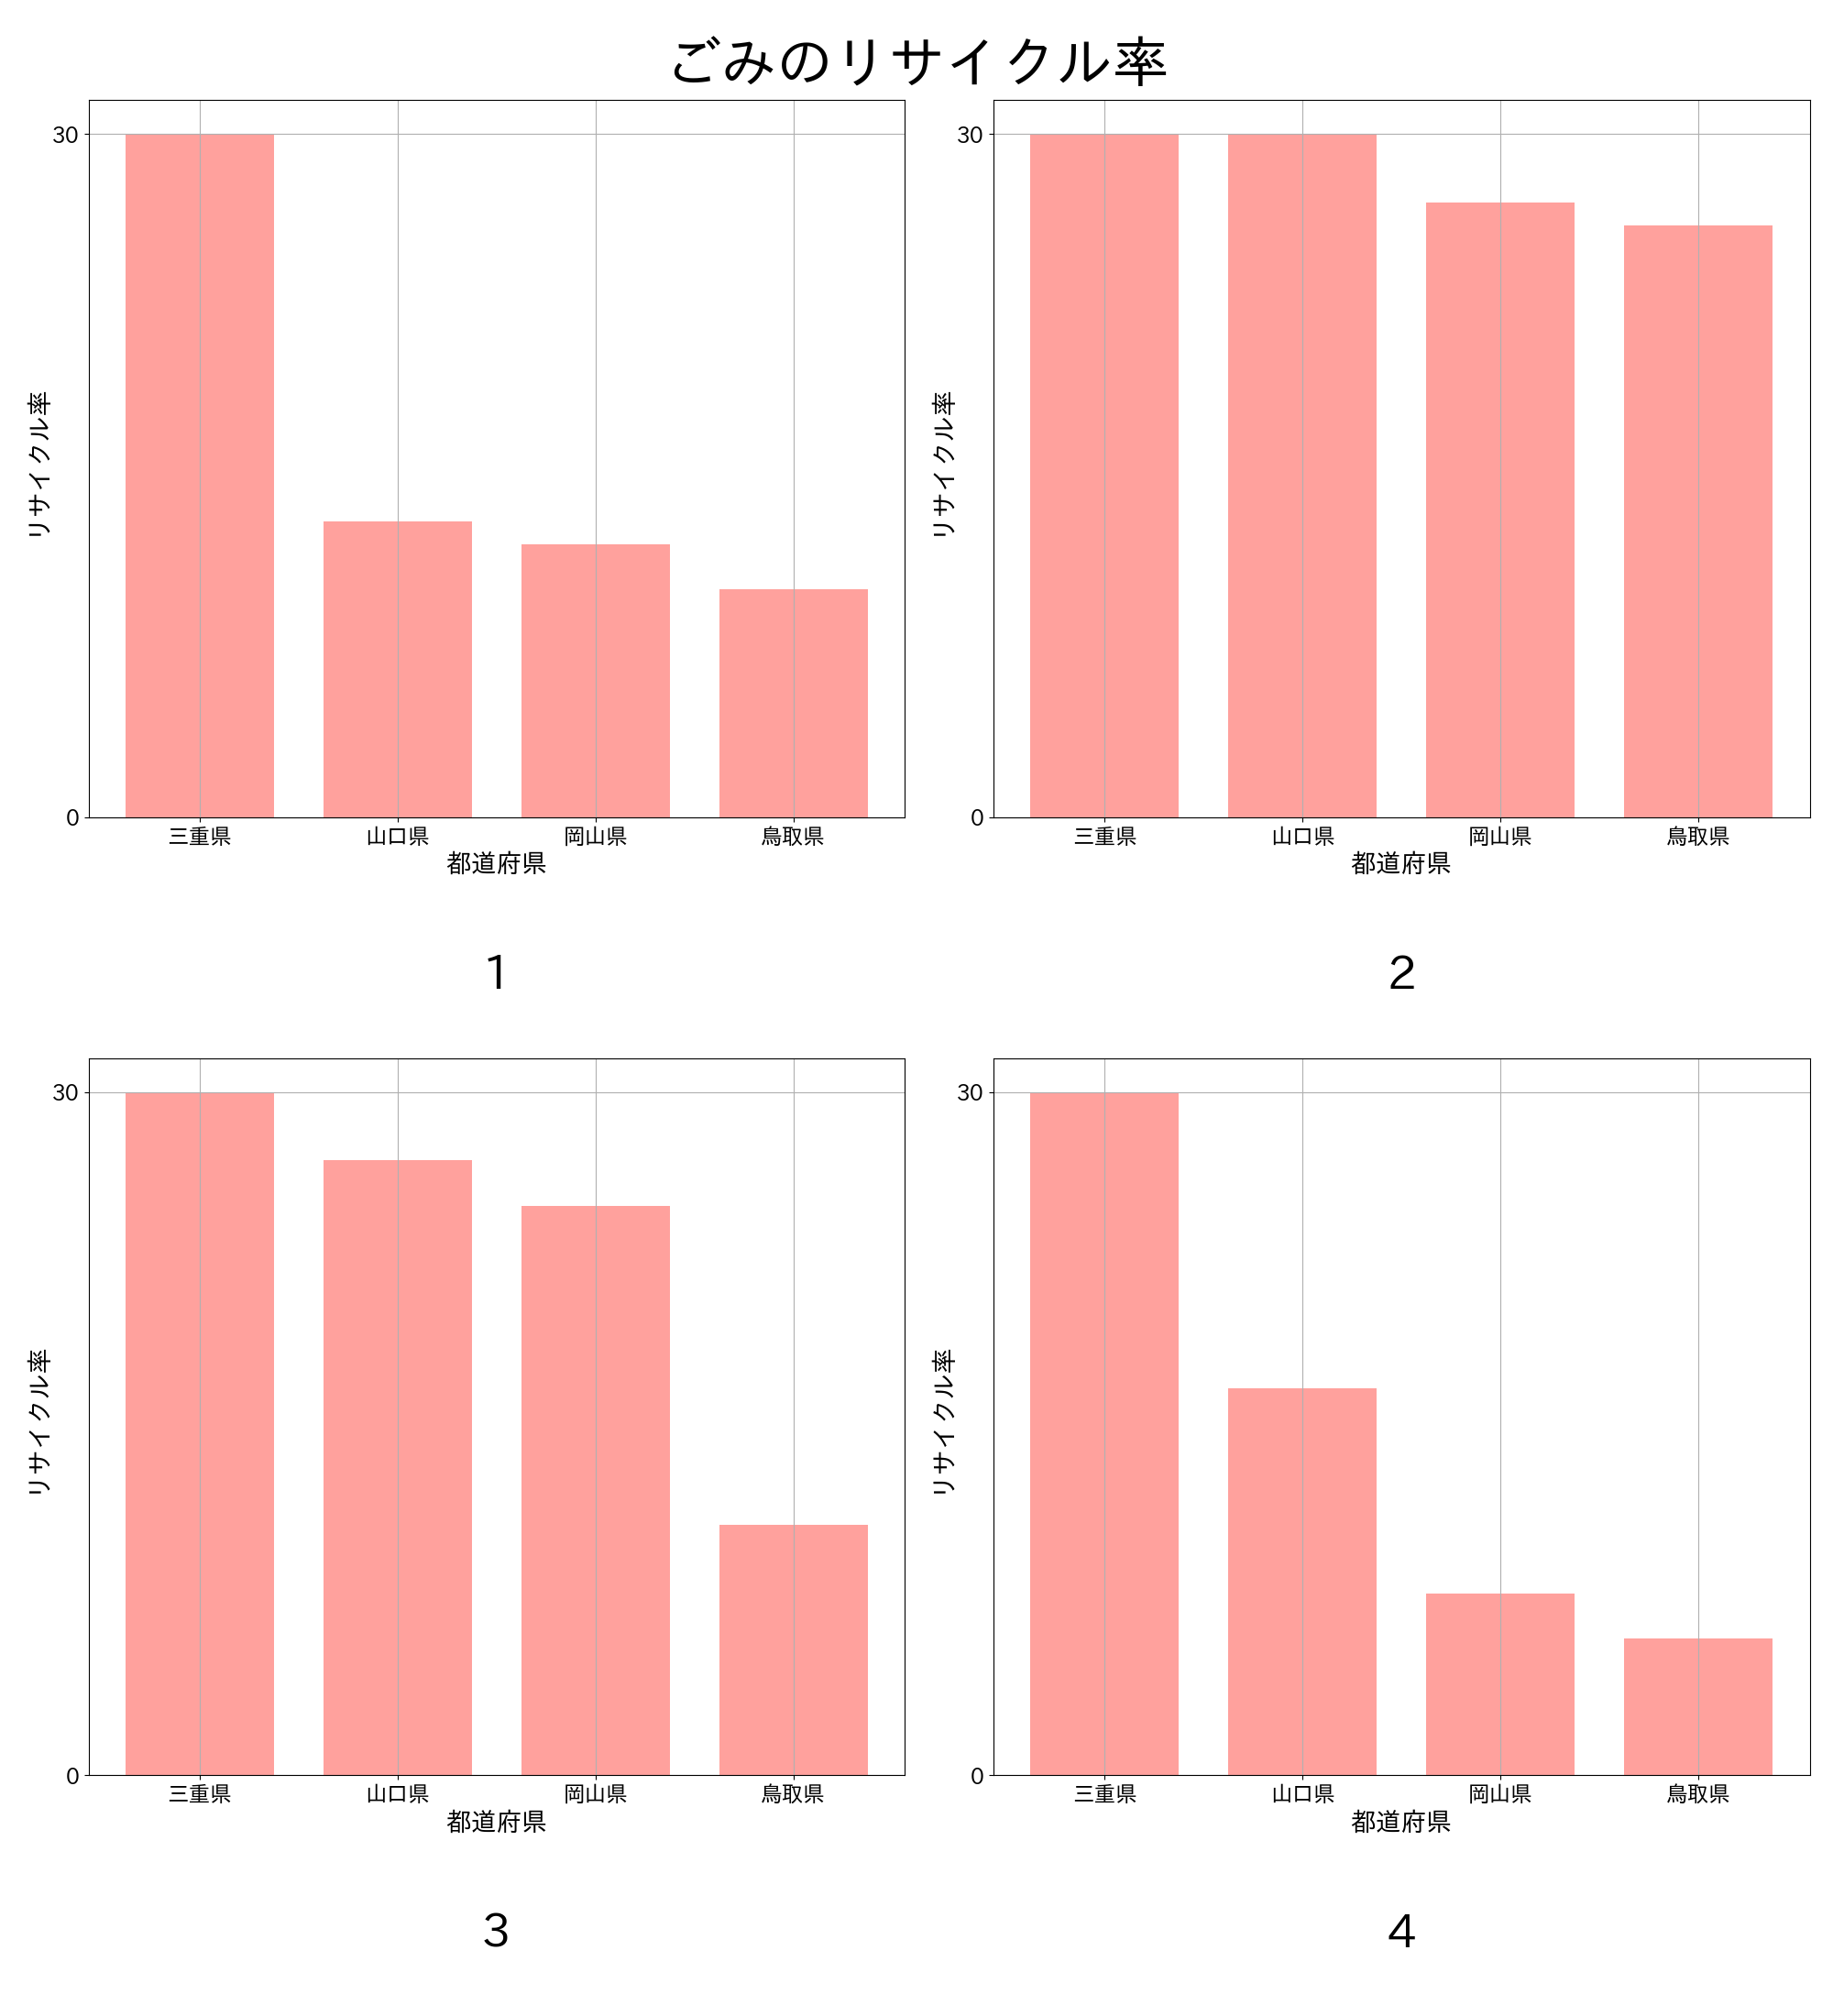 ごみのリサイクル率
30
0
リサイクル率
三重県 山口県 岡山県 鳥取県
都道府県
1
30
0
リサイクル率
三重県 山口県 岡山県 鳥取県
都道府県
2
30
0
リサイクル率
三重県 山口県 岡山県 鳥取県
都道府県
3
30
0
リサイクル率
三重県 山口県 岡山県 鳥取県
都道府県
4